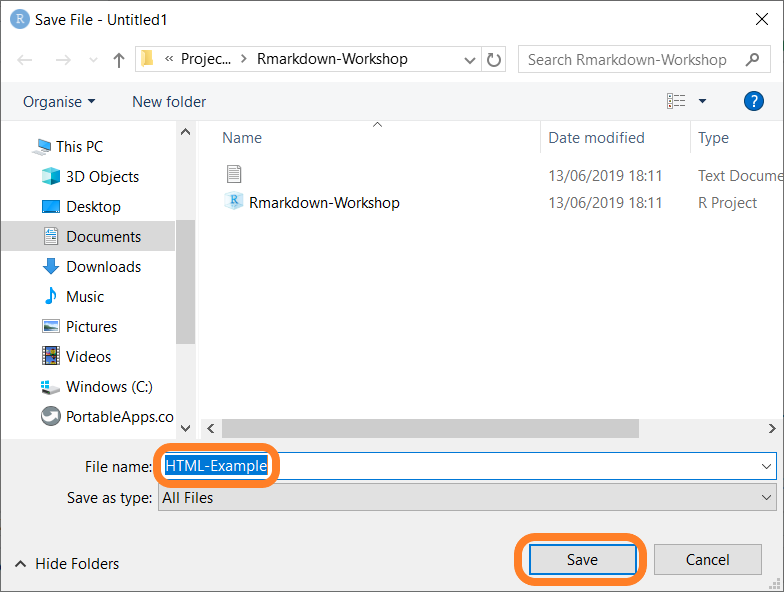 Save File - Untitled1
« Projec... > Rmarkdown-Workshop
Search Rmarkdown-Workshop
Organise
New folder
?
This PC
3D Objects
Desktop
Documents
Downloads
Music
Pictures
Videos
Windows (C:)
PortableApps.co
Name Date modified Type
13/06/2019 18:11 Text Docume
R Rmarkdown-Workshop 13/06/2019 18:11 R Project
File name: HTML-Example
Save as type: All Files
Hide Folders
Save
Cancel